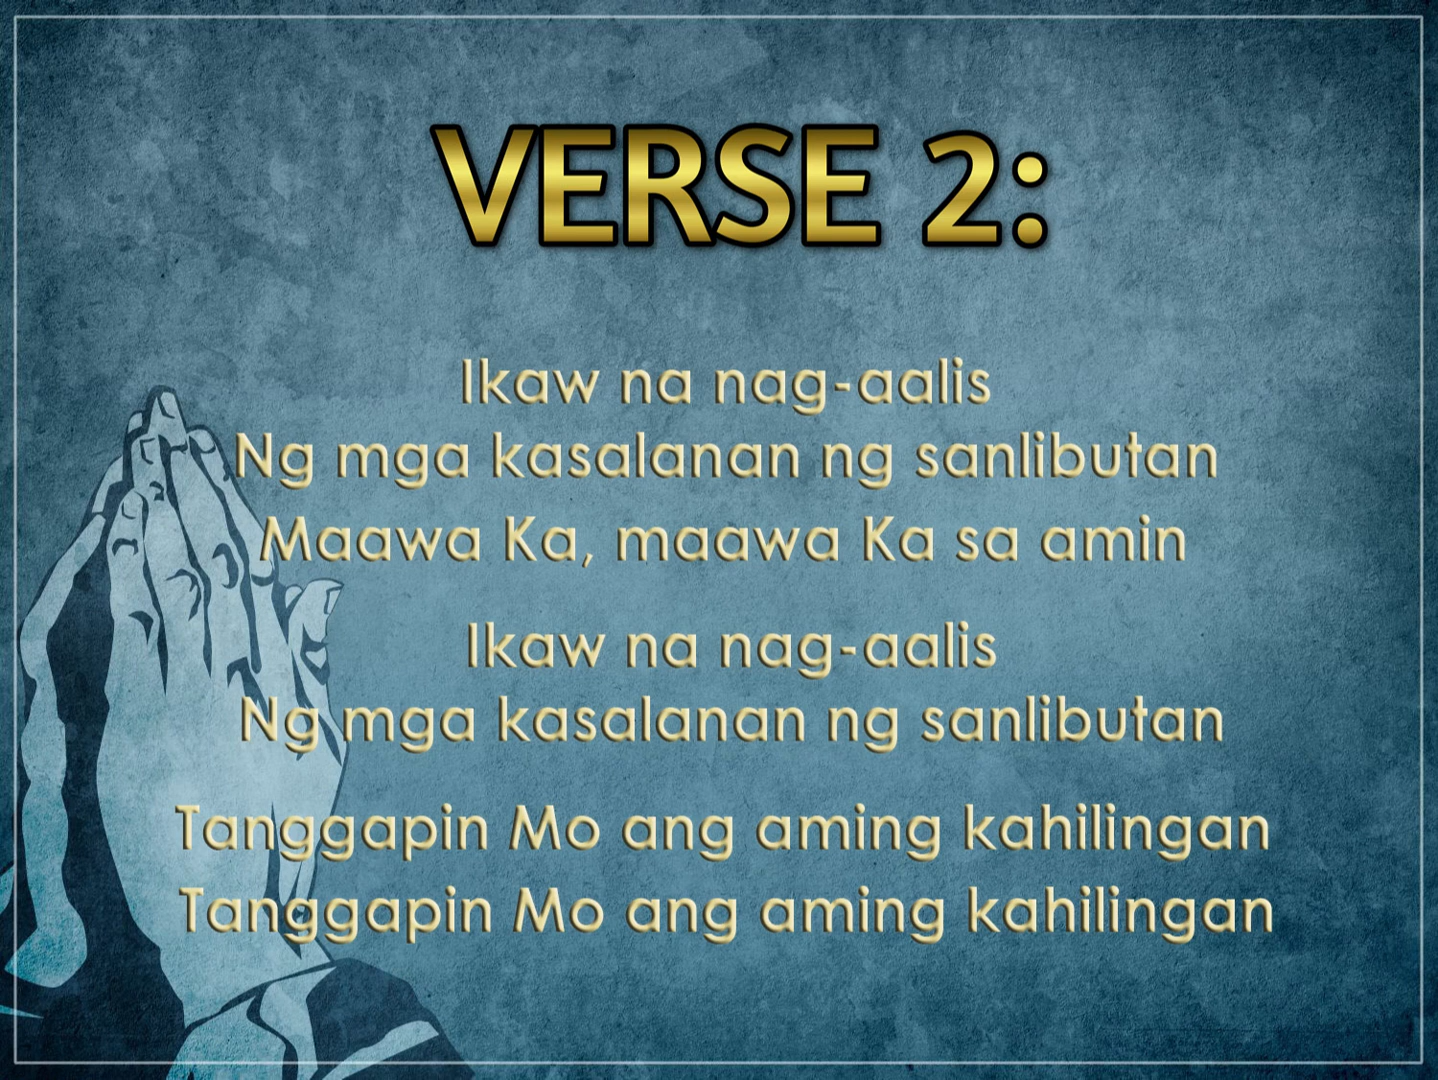 VERSE 2:
Ikaw na nag-aalis
Ng mga kasalanan ng sanlibutan
Maawa Ka, maawa Ka sa amin
Ikaw na nag-aalis
Ng mga kasalanan ng sanlibutan
Tanggapin Mo ang aming kahilingan
Tanggapin Mo ang aming kahilingan